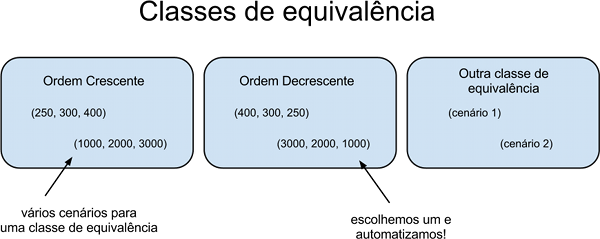 Classes de equivalência
Ordem Crescente
(250, 300, 400)
(1000, 2000, 3000)
Ordem Decrescente
(400, 300, 250)
(3000, 2000, 1000)
Outra classe de
equivalência
(cenário 1)
(cenário 2)
vários cenários para
uma classe de equivalência
escolhemos um e
automatizamos!